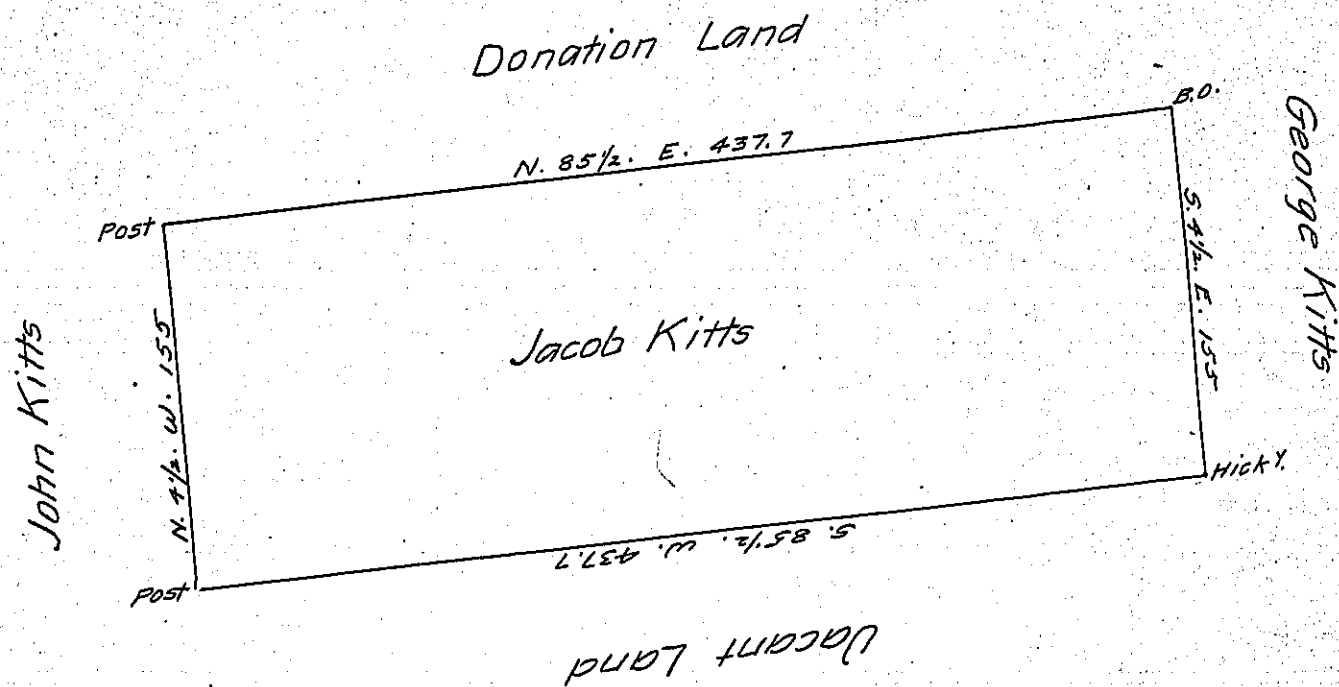 Donation Land
B.O.
George Kitts
N. 85½. E. 437.7
Post
S. 4½. E. 155
Jacob Kitts
John Kitts
N. 4½. W. 155
Hick Y.
S. 85½. W. 437.7
Post
Vacant Land